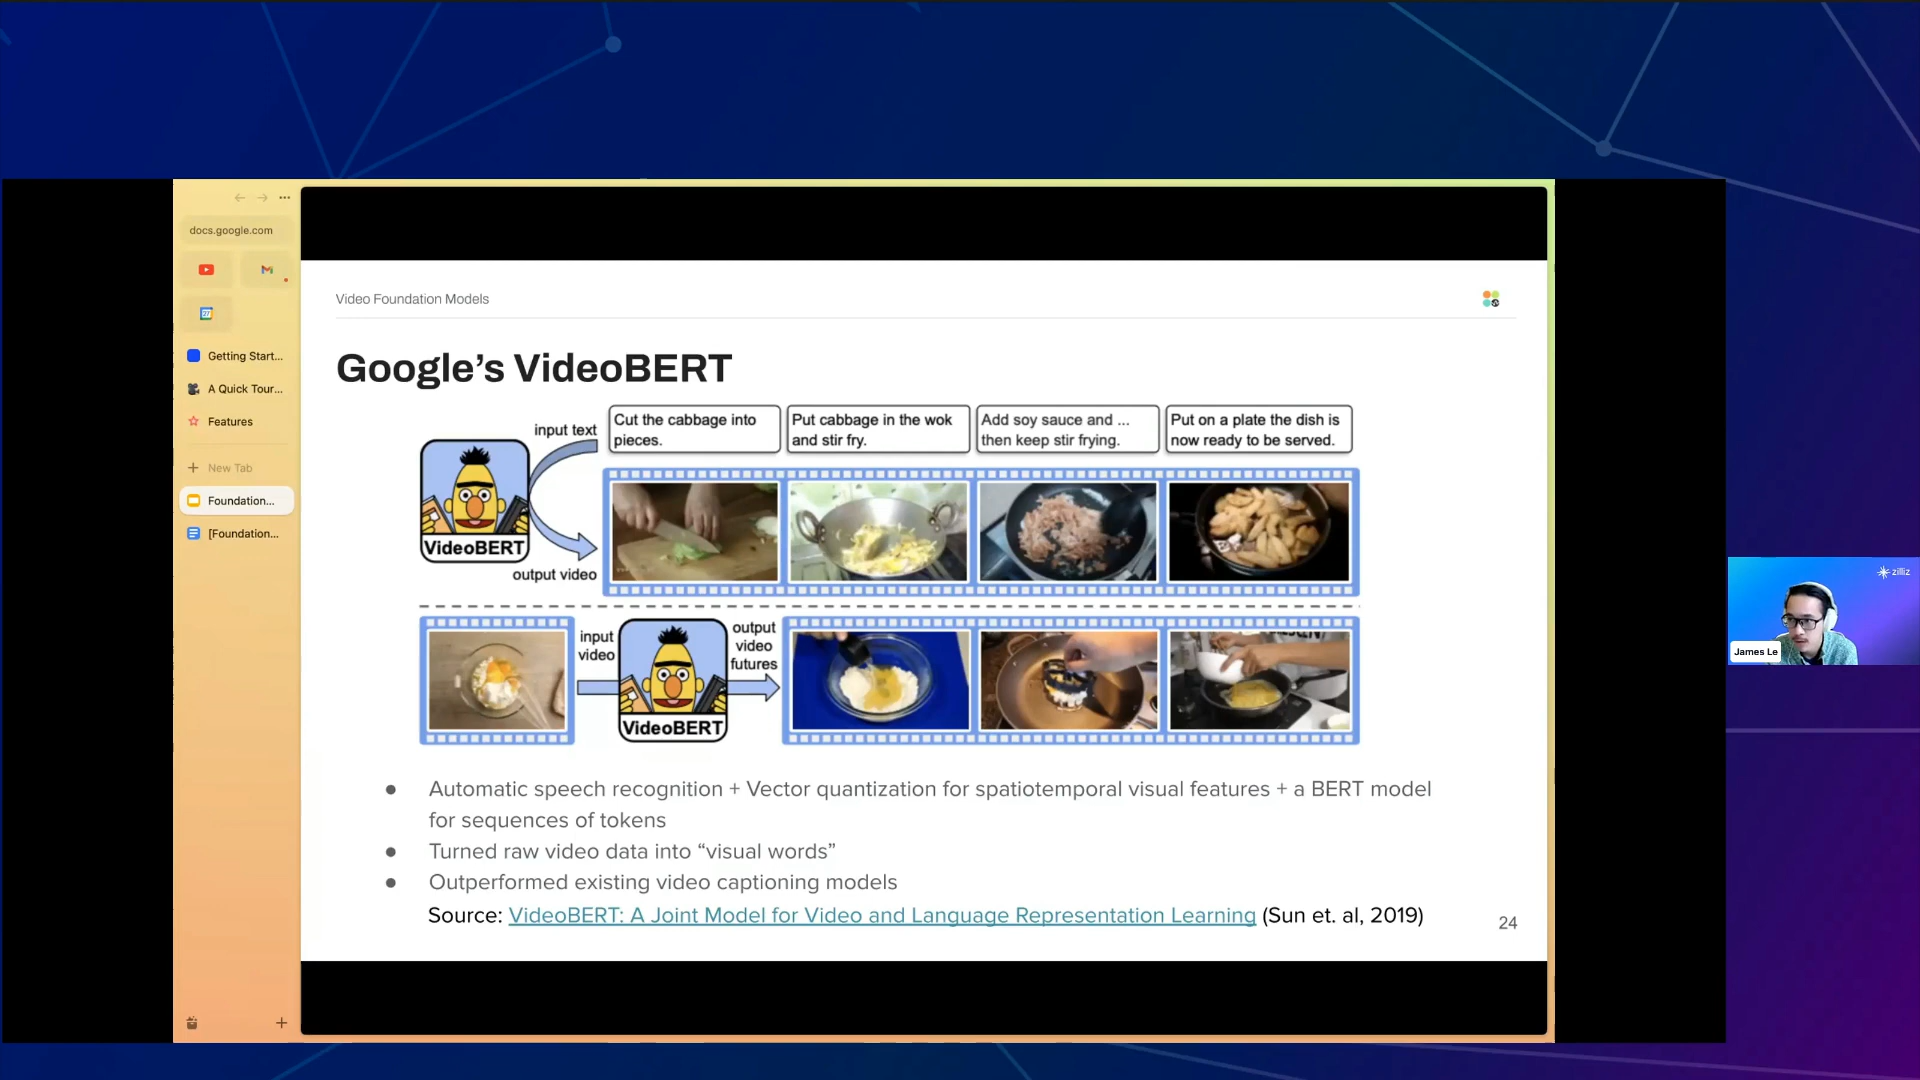 docs.google.com
Getting Start...
A Quick Tour...
Features
New Tab
Foundation...
[Foundation...
Video Foundation Models
Google's VideoBERT
input text
Cut the cabbage into
pieces.
Put cabbage in the wok
and stir fry.
Add soy sauce and ...
then keep stir frying.
Put on a plate the dish is
now ready to be served.
VideoBERT
output video
input
video
VideoBERT
output
video
futures
● Automatic speech recognition + Vector quantization for spatiotemporal visual features + a BERT model
for sequences of tokens
● Turned raw video data into “visual words”
● Outperformed existing video captioning models
Source: VideoBERT: A Joint Model for Video and Language Representation Learning (Sun et. al, 2019)
24
zilliz
James Le